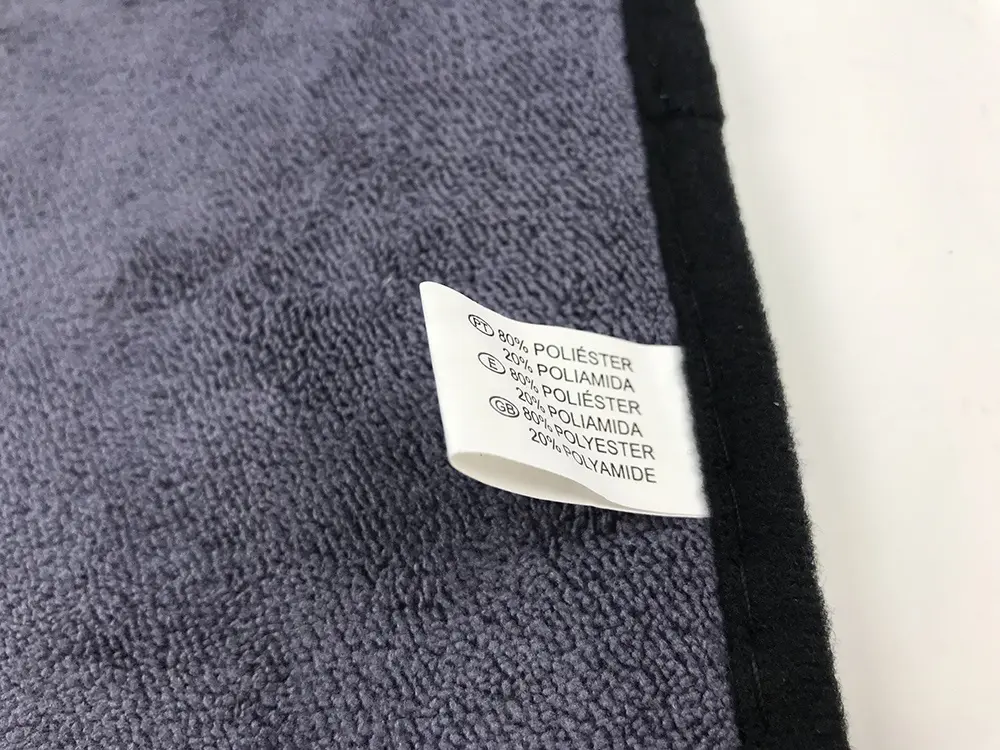 PT 80% POLIÉSTER
20% POLIAMIDA
E 80% POLIÉSTER
20% POLIAMIDA
GB 80% POLYESTER
20% POLYAMIDE